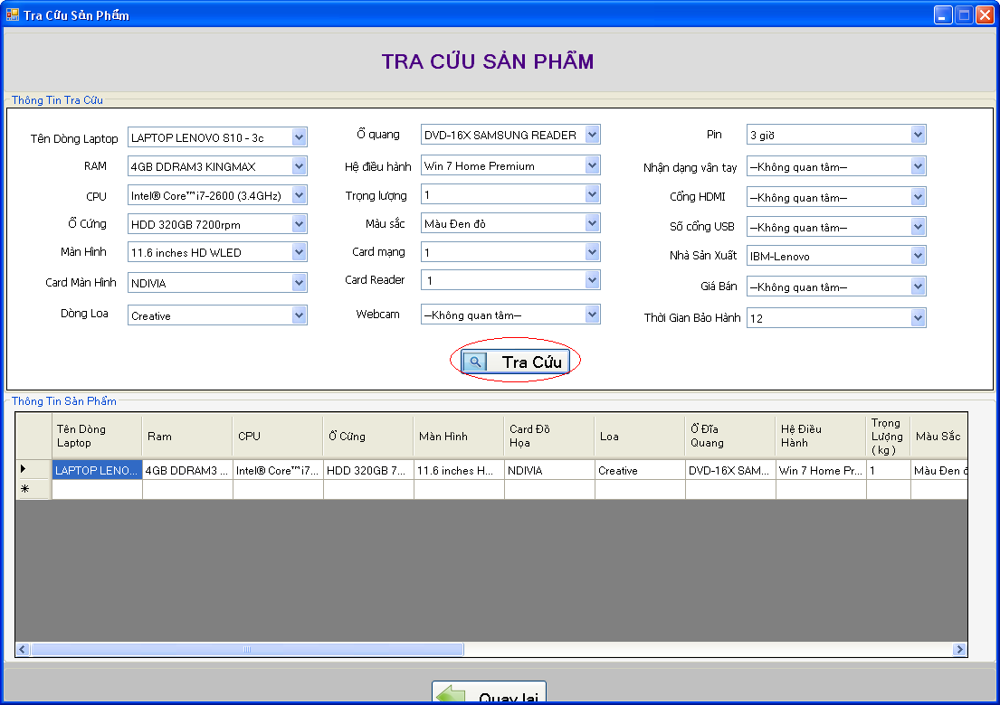 Tra Cứu Sản Phẩm
TRA CỨU SẢN PHẨM
Thông Tin Tra Cứu
Tên Dòng Laptop LAPTOP LENOVO S10 - 3c
RAM 4GB DDRAM3 KINGMAX
CPU Intel® Core™ i7-2600 (3.4GHz)
Ổ Cứng HDD 320GB 7200rpm
Màn Hình 11.6 inches HD WLED
Card Màn Hình NDIVIA
Dòng Loa Creative
Ổ quang DVD-16X SAMSUNG READER
Hệ điều hành Win 7 Home Premium
Trọng lượng 1
Màu sắc Màu Đen đỏ
Card mạng 1
Card Reader 1
Webcam --Không quan tâm--
Pin 3 giờ
Nhận dạng vân tay --Không quan tâm--
Cổng HDMI --Không quan tâm--
Số cổng USB --Không quan tâm--
Nhà Sản Xuất IBM-Lenovo
Giá Bán --Không quan tâm--
Thời Gian Bảo Hành 12
Tra Cứu
Thông Tin Sản Phẩm
Tên Dòng Laptop Ram CPU Ổ Cứng Màn Hình Card Đồ Họa Loa Ổ Đĩa Quang Hệ Điều Hành Trọng Lượng (kg) Màu Sắc
LAPTOP LENO... 4GB DDRAM3 ... Intel® Core™ i7... HDD 320GB 7... 11.6 inches H... NDIVIA Creative DVD-16X SAM... Win 7 Home Pr... 1 Màu Đen đ
Quay lại